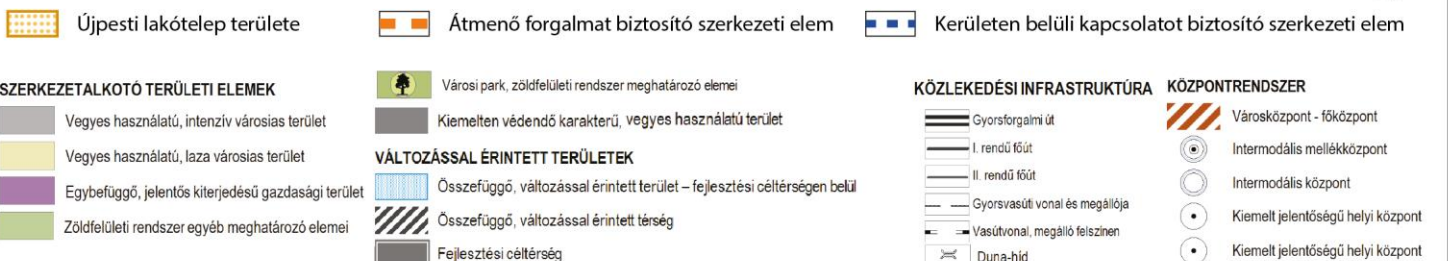 Újpesti lakótelep területe
Átmenő forgalmat biztosító szerkezeti elem
Kerületen belüli kapcsolatot biztosító szerkezeti elem
SZERKEZETALKOTÓ TERÜLETI ELEMEK
Vegyes használatú, intenzív városias terület
Vegyes használatú, laza városias terület
Egybefüggő, jelentős kiterjedésű gazdasági terület
Zöldfelületi rendszer egyéb meghatározó elemei
Városi park, zöldfelületi rendszer meghatározó elemei
Kiemelten védendő karakterű, vegyes használatú terület
VÁLTOZÁSSAL ÉRINTETT TERÜLETEK
Összefüggő, változással érintett terület – fejlesztési céltérségen belül
Összefüggő, változással érintett térség
Fejlesztési céltérség
KÖZLEKEDÉSI INFRASTRUKTÚRA
Gyorsforgalmi út
I. rendű főút
II. rendű főút
Gyorsvasúti vonal és megállója
Vasútvonal, megálló felszínen
Duna-híd
KÖZPONTRENDSZER
Városközpont - főközpont
Intermodális mellékközpont
Intermodális központ
Kiemelt jelentőségű helyi központ
Kiemelt jelentőségű helyi központ